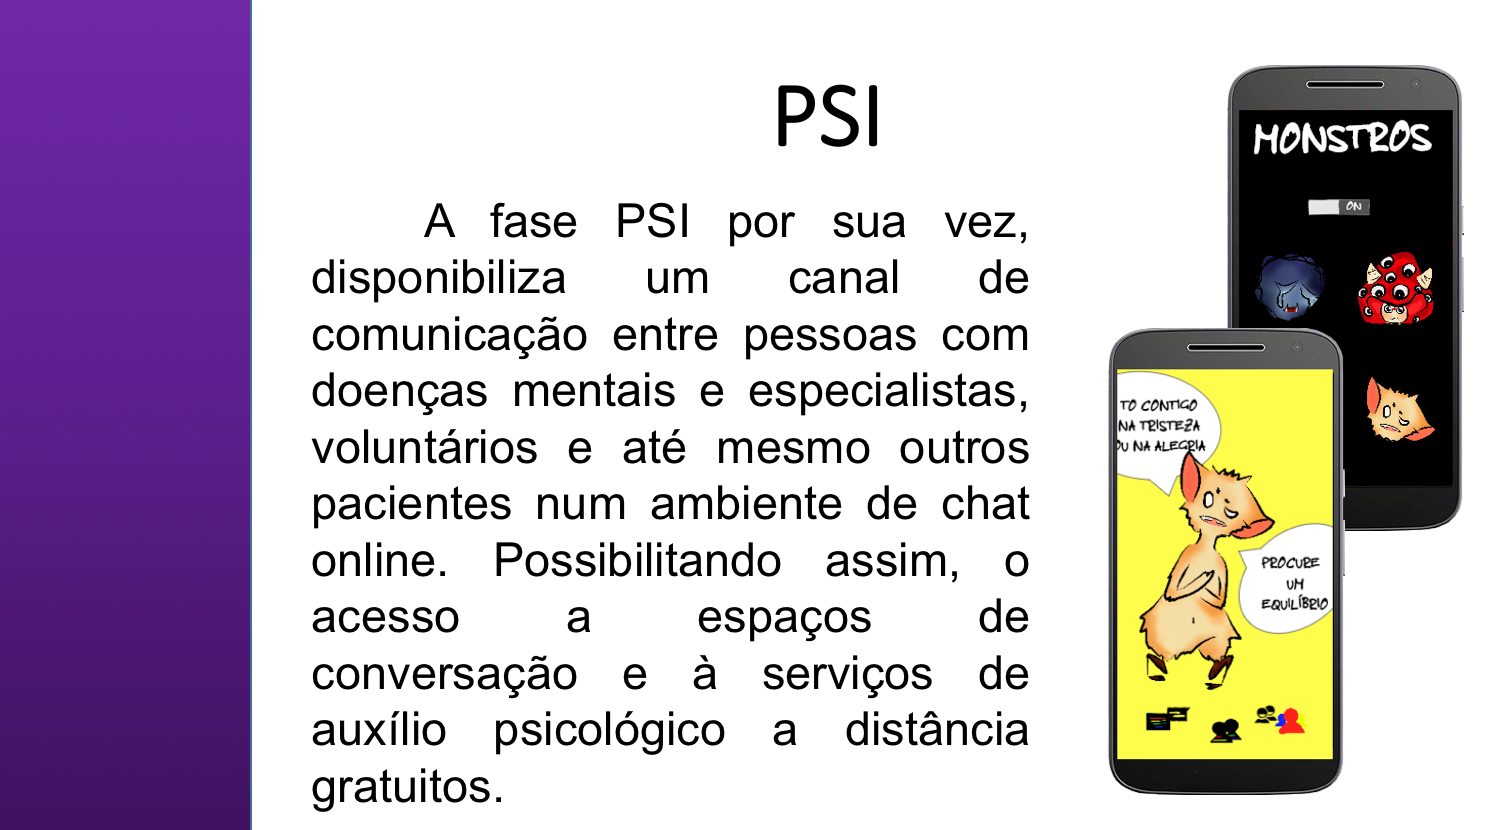 PSI
A fase PSI por sua vez,
disponibiliza um canal de
comunicação entre pessoas com
doenças mentais e especialistas,
voluntários e até mesmo outros
pacientes num ambiente de chat
online. Possibilitando assim, o
acesso a espaços de
conversação e à serviços de
auxílio psicológico a distância
gratuitos.
MONSTROS
ON
TO CONTIGO
NA TRISTEZA
OU NA ALEGRIA
PROCURE
UM
EQUILÍBRIO